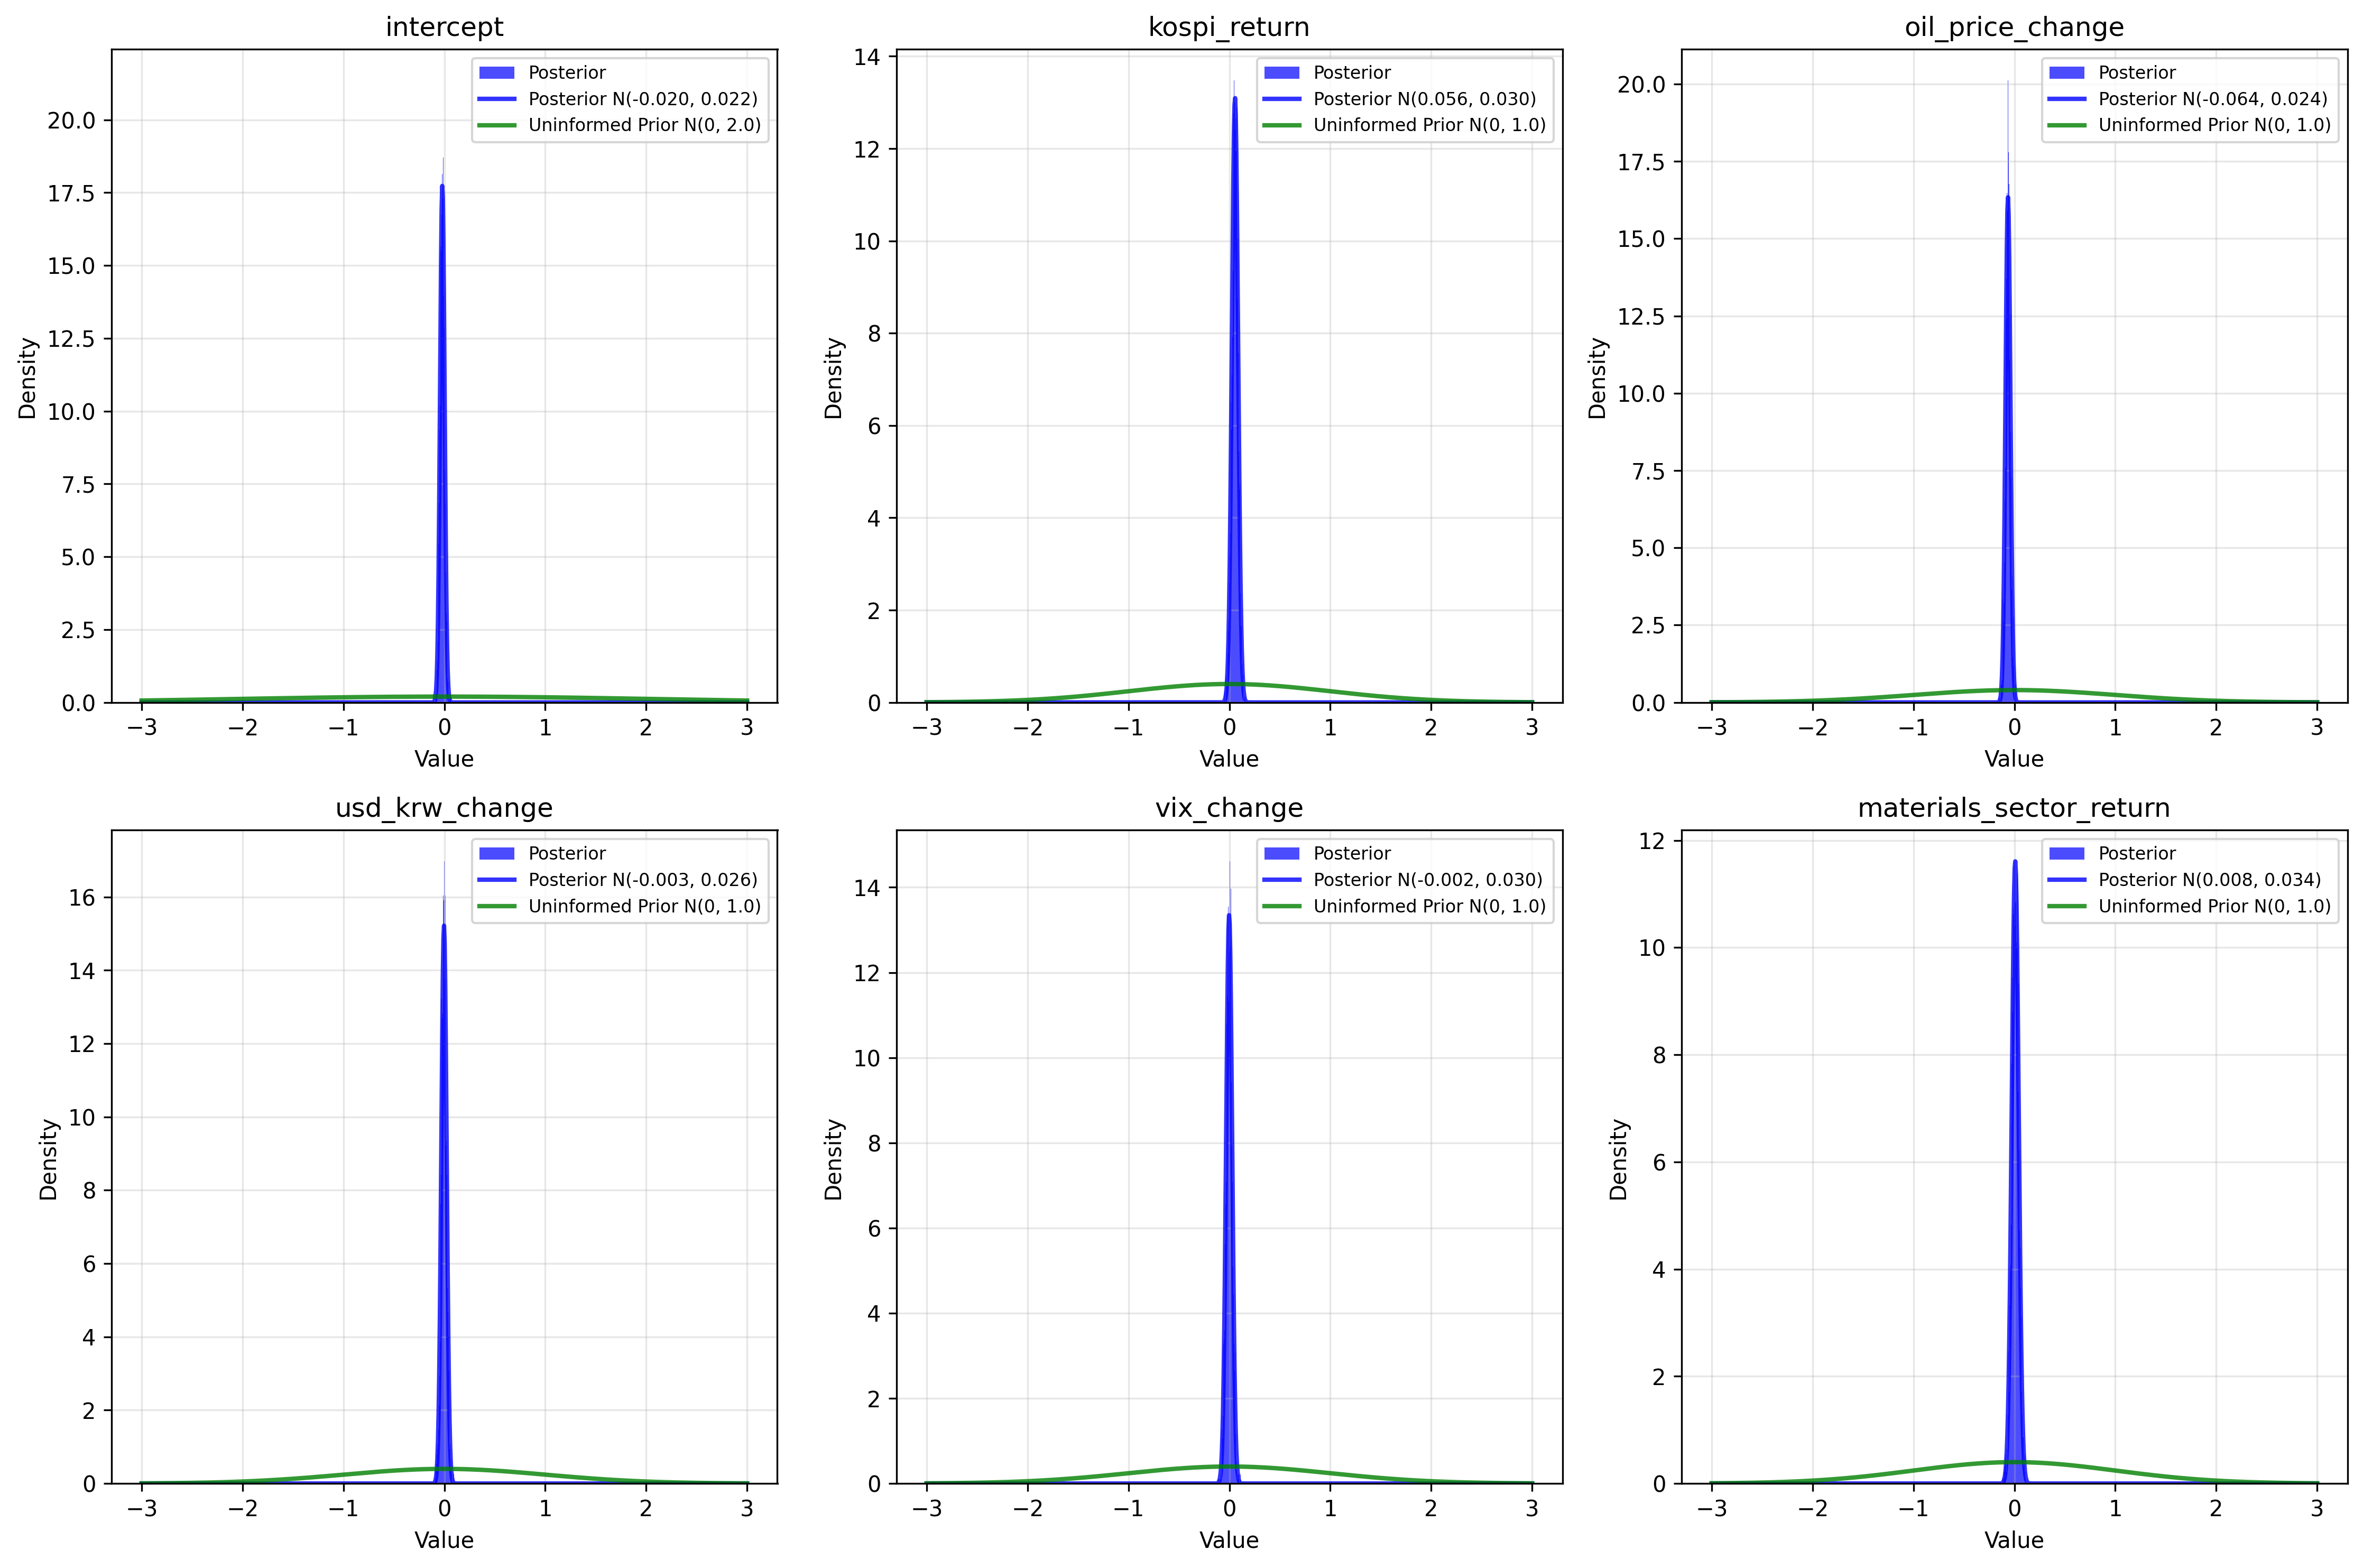 intercept
Posterior
Posterior N(-0.020, 0.022)
Uninformed Prior N(0, 2.0)
20.0
17.5
15.0
12.5
10.0
7.5
5.0
2.5
0.0
Density
−3 −2 −1 0 1 2 3
Value
kospi_return
Posterior
Posterior N(0.056, 0.030)
Uninformed Prior N(0, 1.0)
14
12
10
8
6
4
2
0
Density
−3 −2 −1 0 1 2 3
Value
oil_price_change
Posterior
Posterior N(-0.064, 0.024)
Uninformed Prior N(0, 1.0)
20.0
17.5
15.0
12.5
10.0
7.5
5.0
2.5
0.0
Density
−3 −2 −1 0 1 2 3
Value
usd_krw_change
Posterior
Posterior N(-0.003, 0.026)
Uninformed Prior N(0, 1.0)
16
14
12
10
8
6
4
2
0
Density
−3 −2 −1 0 1 2 3
Value
vix_change
Posterior
Posterior N(-0.002, 0.030)
Uninformed Prior N(0, 1.0)
14
12
10
8
6
4
2
0
Density
−3 −2 −1 0 1 2 3
Value
materials_sector_return
Posterior
Posterior N(0.008, 0.034)
Uninformed Prior N(0, 1.0)
12
10
8
6
4
2
0
Density
−3 −2 −1 0 1 2 3
Value